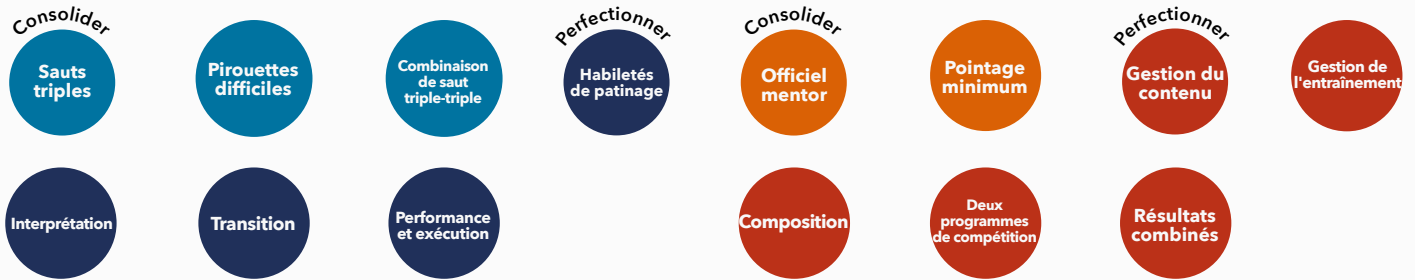 Consolider
Sauts
triples
Pirouettes
difficiles
Combinaison
de saut
triple-triple
Perfectionner
Habiletés
de patinage
Consolider
Officiel
mentor
Pointage
minimum
Perfectionner
Gestion du
contenu
Gestion de
l'entraînement
Interprétation
Transition
Performance
et exécution
Composition
Deux
programmes
de compétition
Résultats
combinés